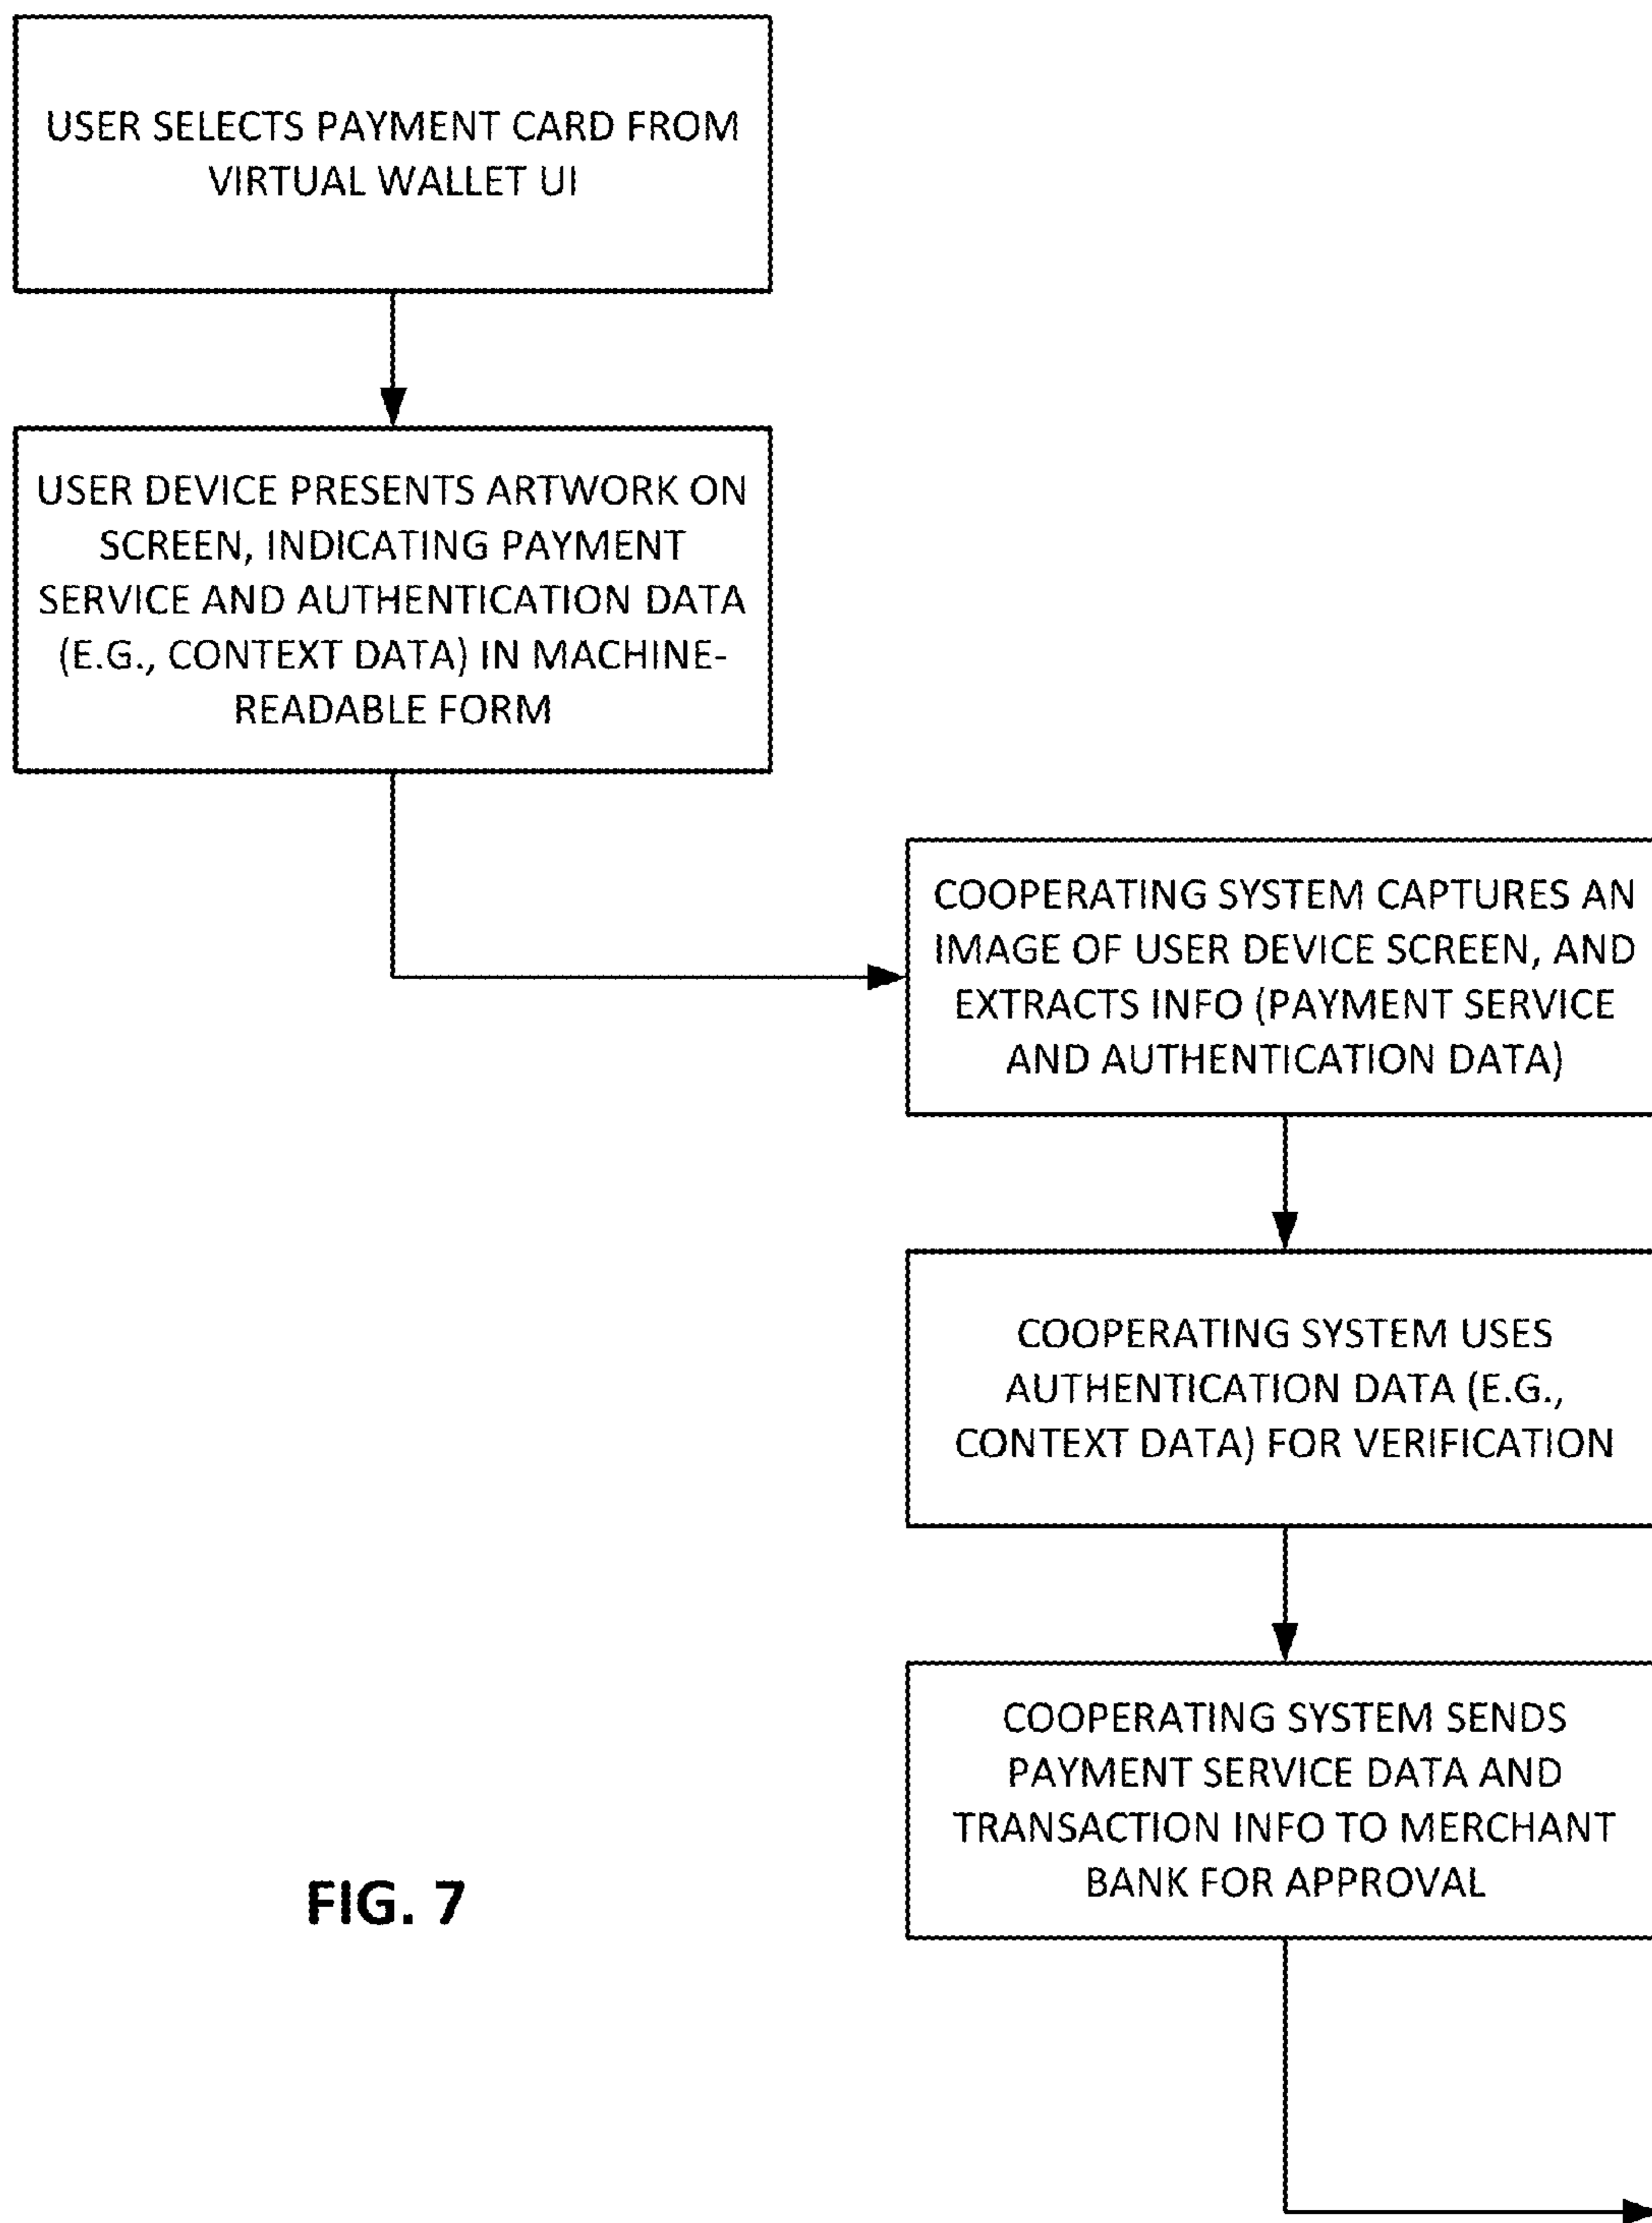 USER SELECTS PAYMENT CARD FROM
VIRTUAL WALLET UI
USER DEVICE PRESENTS ARTWORK ON
SCREEN, INDICATING PAYMENT
SERVICE AND AUTHENTICATION DATA
(E.G., CONTEXT DATA) IN MACHINE-
READABLE FORM
COOPERATING SYSTEM CAPTURES AN
IMAGE OF USER DEVICE SCREEN, AND
EXTRACTS INFO (PAYMENT SERVICE
AND AUTHENTICATION DATA)
COOPERATING SYSTEM USES
AUTHENTICATION DATA (E.G.,
CONTEXT DATA) FOR VERIFICATION
COOPERATING SYSTEM SENDS
PAYMENT SERVICE DATA AND
TRANSACTION INFO TO MERCHANT
BANK FOR APPROVAL
FIG. 7